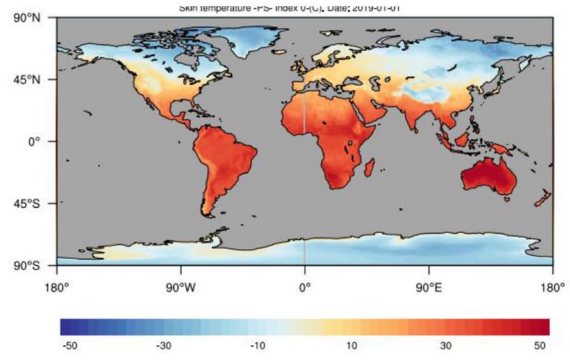 Skin temperature -PS- Index 0-(C), Date: 2019-01-01
90°N
45°N
0°
45°S
90°S
180° 90°W 0° 90°E 180°
-50 -30 -10 10 30 50